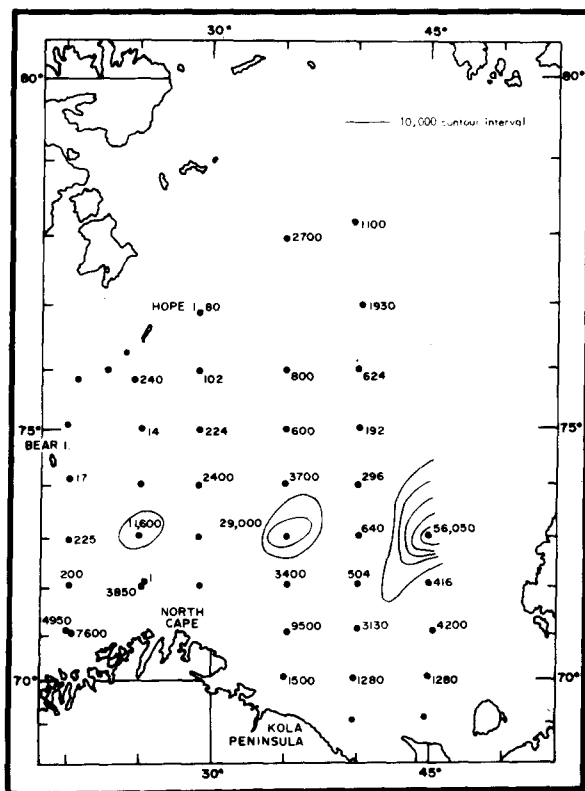 30° 45°
80° 80°
10,000 contour interval
2700 1100
HOPE I. 80 1930
240 102 800 624
75° 14 224 600 192 75°
BEAR I.
17 2400 3700 296
11,600 29,000 640 56,050
225
200 1 3400 504 416
3850
4950 NORTH
7600 CAPE 9500 3130 4200
70° 1500 1280 1280 70°
KOLA
PENINSULA
30° 45°